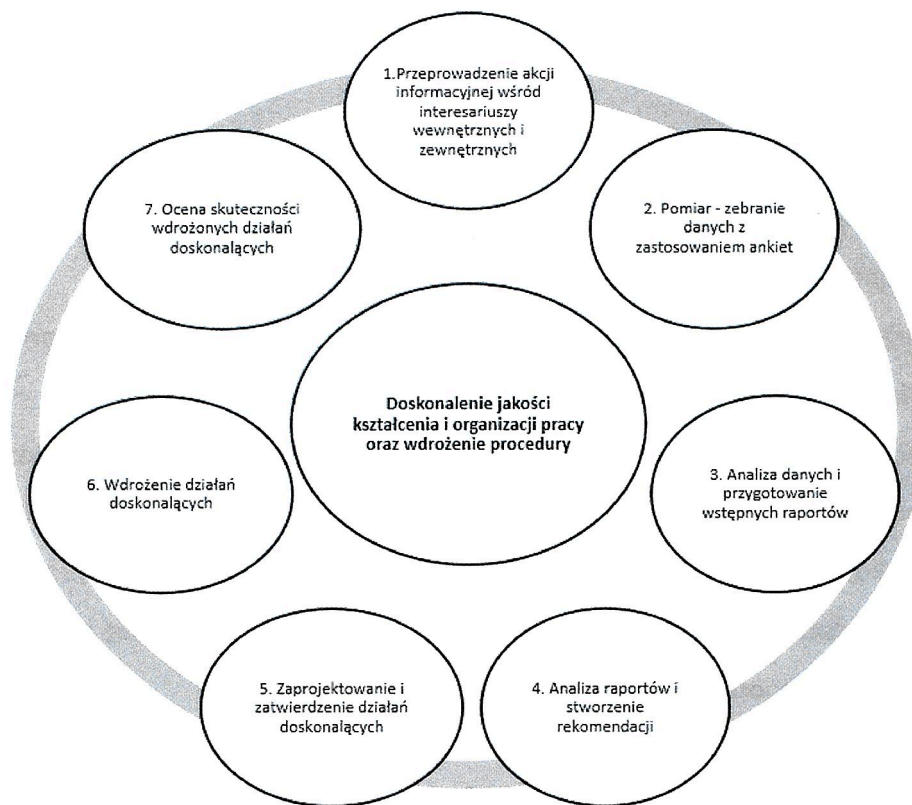 1.Przeprowadzenie akcji
informacyjnej wśród
interesariuszy
wewnętrznych i
zewnętrznych
2. Pomiar - zebranie
danych z
zastosowaniem ankiet
3. Analiza danych i
przygotowanie
wstępnych raportów
4. Analiza raportów i
stworzenie
rekomendacji
5. Zaprojektowanie i
zatwierdzenie działań
doskonalących
6. Wdrożenie działań
doskonalących
7. Ocena skuteczności
wdrożonych działań
doskonalących
Doskonalenie jakości
kształcenia i organizacji pracy
oraz wdrożenie procedury